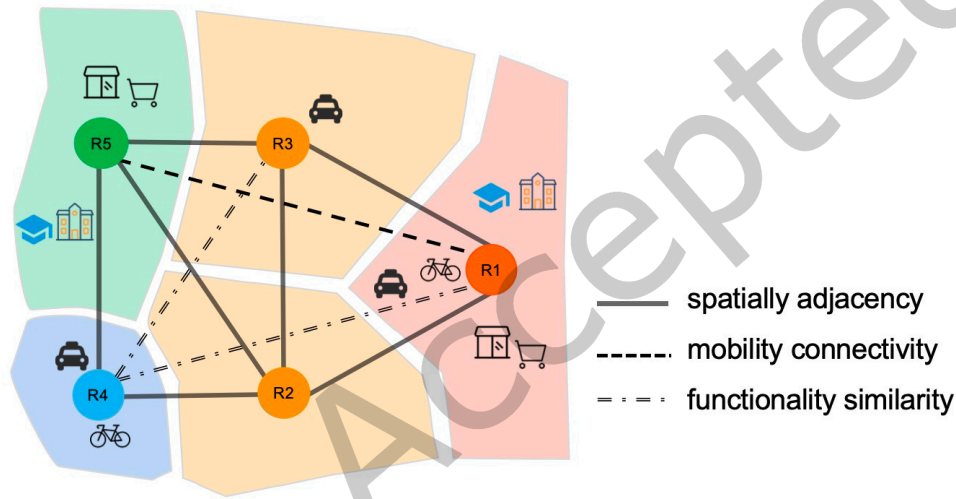 R5
R3
R1
R4
R2
spatially adjacency
mobility connectivity
functionality similarity
Accepted